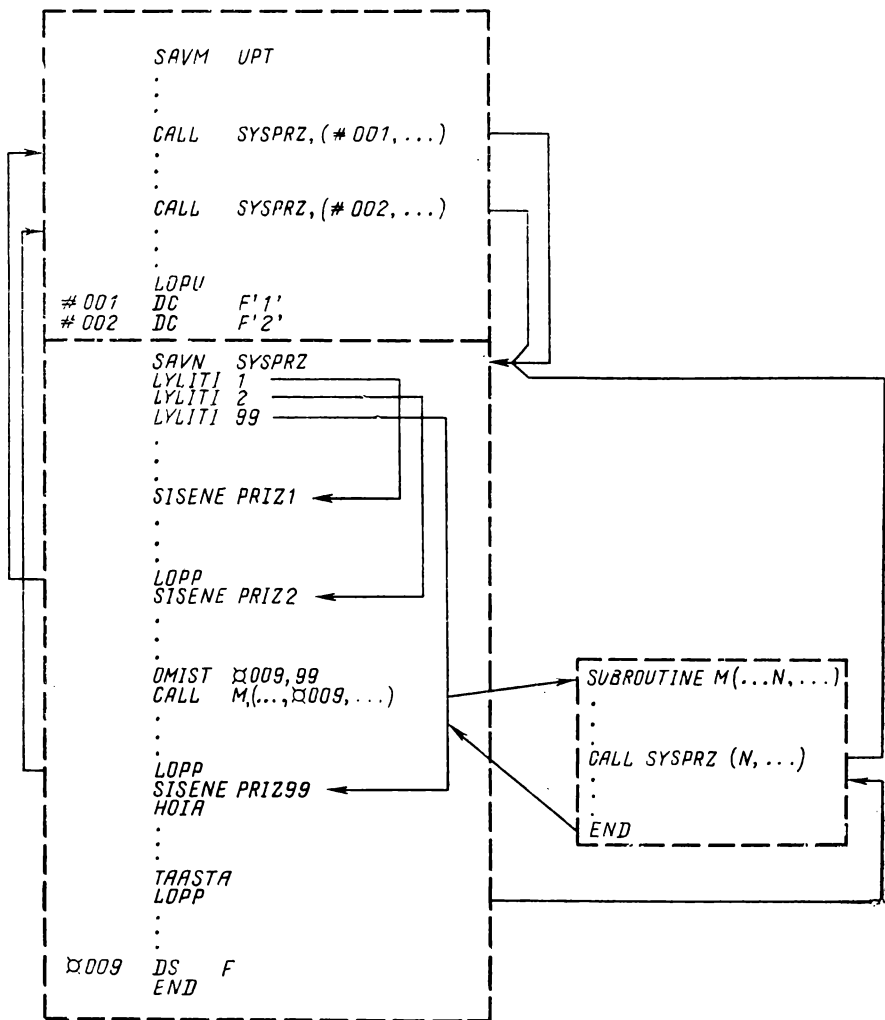 SAVM UPT
.
.
.
CALL SYSPRZ,(#001,...)
.
.
.
CALL SYSPRZ,(#002,...)
.
.
.
LOPU
#001 DC F'1'
#002 DC F'2'
SAVN SYSPRZ
LYLITI 1
LYLITI 2
LYLITI 99
.
.
.
SISENE PRIZ1
.
.
.
LOPP
SISENE PRIZ2
.
.
.
OMIST ¤009,99
CALL M,(...,¤009,...)
.
.
.
LOPP
SISENE PRIZ99
HOIA
.
.
.
TAASTA
LOPP
.
.
.
¤009 DS F
END
SUBROUTINE M(...N,...)
.
.
.
CALL SYSPRZ (N,...)
.
.
.
END